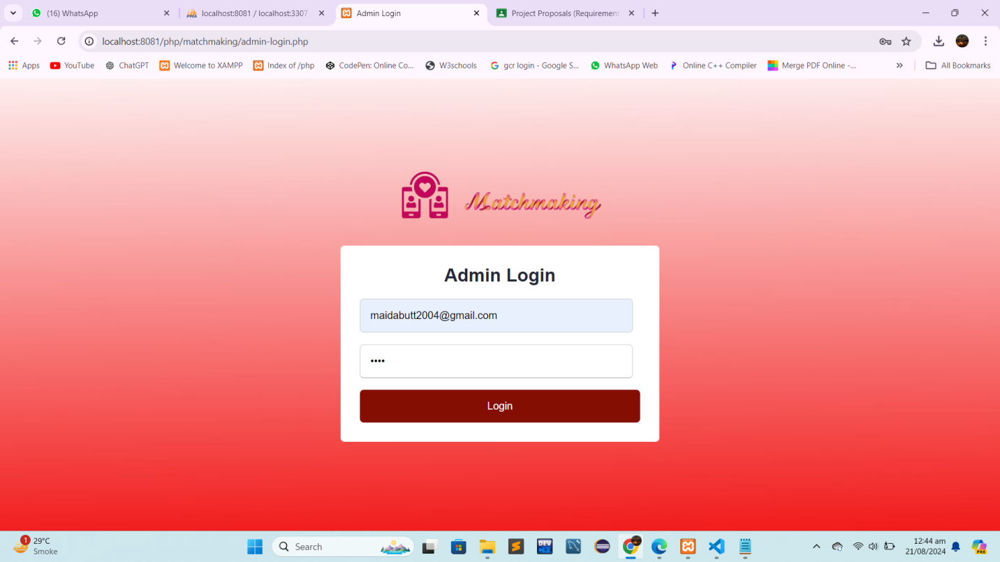 (16) WhatsApp
localhost:8081 / localhost:3307
Admin Login
Project Proposals (Requirement
localhost:8081/php/matchmaking/admin-login.php
Apps
YouTube
ChatGPT
Welcome to XAMPP
Index of /php
CodePen: Online Co...
W3schools
gcr login - Google S...
WhatsApp Web
Online C++ Compiler
Merge PDF Online -...
All Bookmarks
Matchmaking
Admin Login
maidabutt2004@gmail.com
••••
Login
1
29°C
Smoke
Search
DEV
PRE
12:44 am
21/08/2024